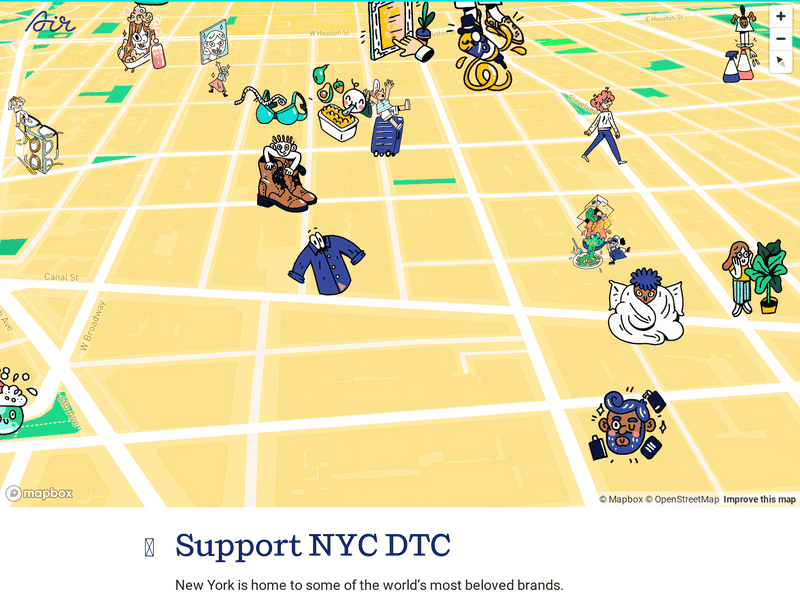 Air
W Houston St
E Houston St
Canal St
W Broadway
mapbox
© Mapbox © OpenStreetMap Improve this map
Support NYC DTC
New York is home to some of the world’s most beloved brands.